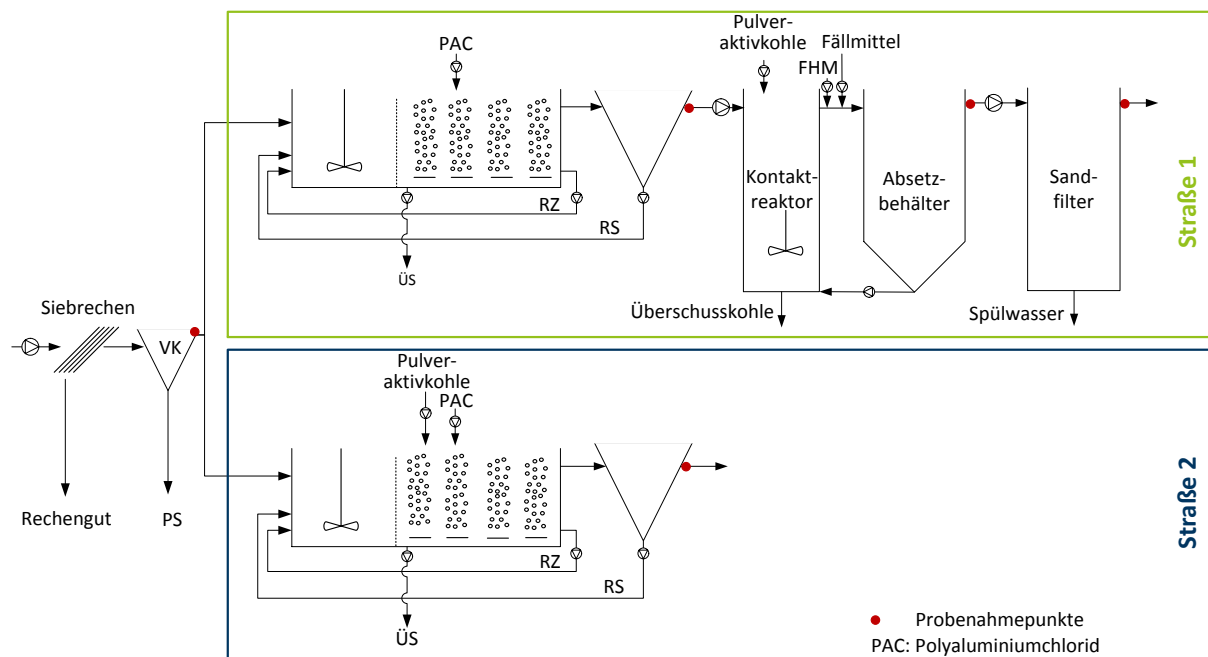 Siebrechen
VK
Rechengut
PS
PAC
RZ
RS
ÜS
Pulver-
aktivkohle
FHM
Fällmittel
Kontakt-
reaktor
Absetz-
behälter
Sand-
filter
Überschusskohle
Spülwasser
Straße 1
Pulver-
aktivkohle
PAC
RZ
RS
ÜS
Straße 2
Probenahmepunkte
PAC: Polyaluminiumchlorid